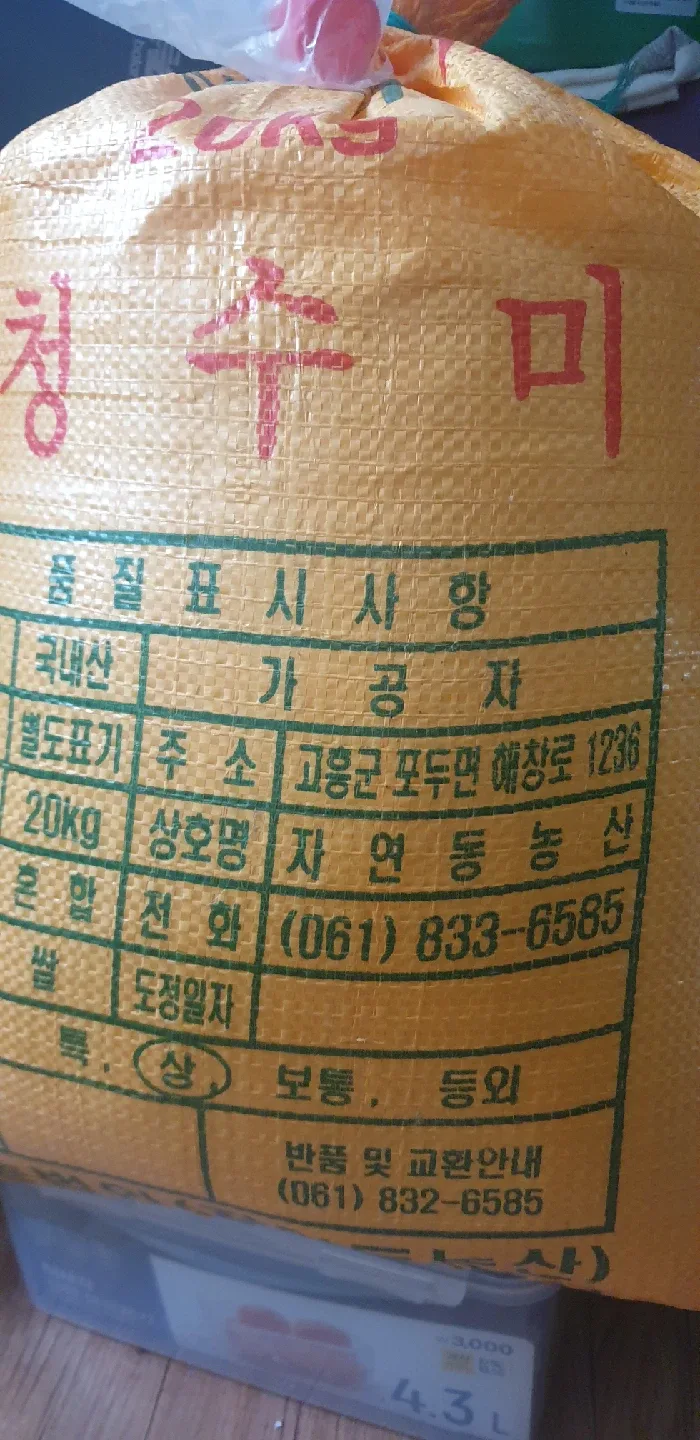 20kg
청 수 미
품 질 표 시 사 항
국내산 가 공 자
별도표기 주 소 고흥군 포두면 해창로 1236
20kg 상호명 자 연 동 농 산
혼 합 전 화 (061) 833-6585
쌀 도정일자
특, 상, 보통, 등외
반품 및 교환안내
(061) 832-6585
3,000
4.3 L